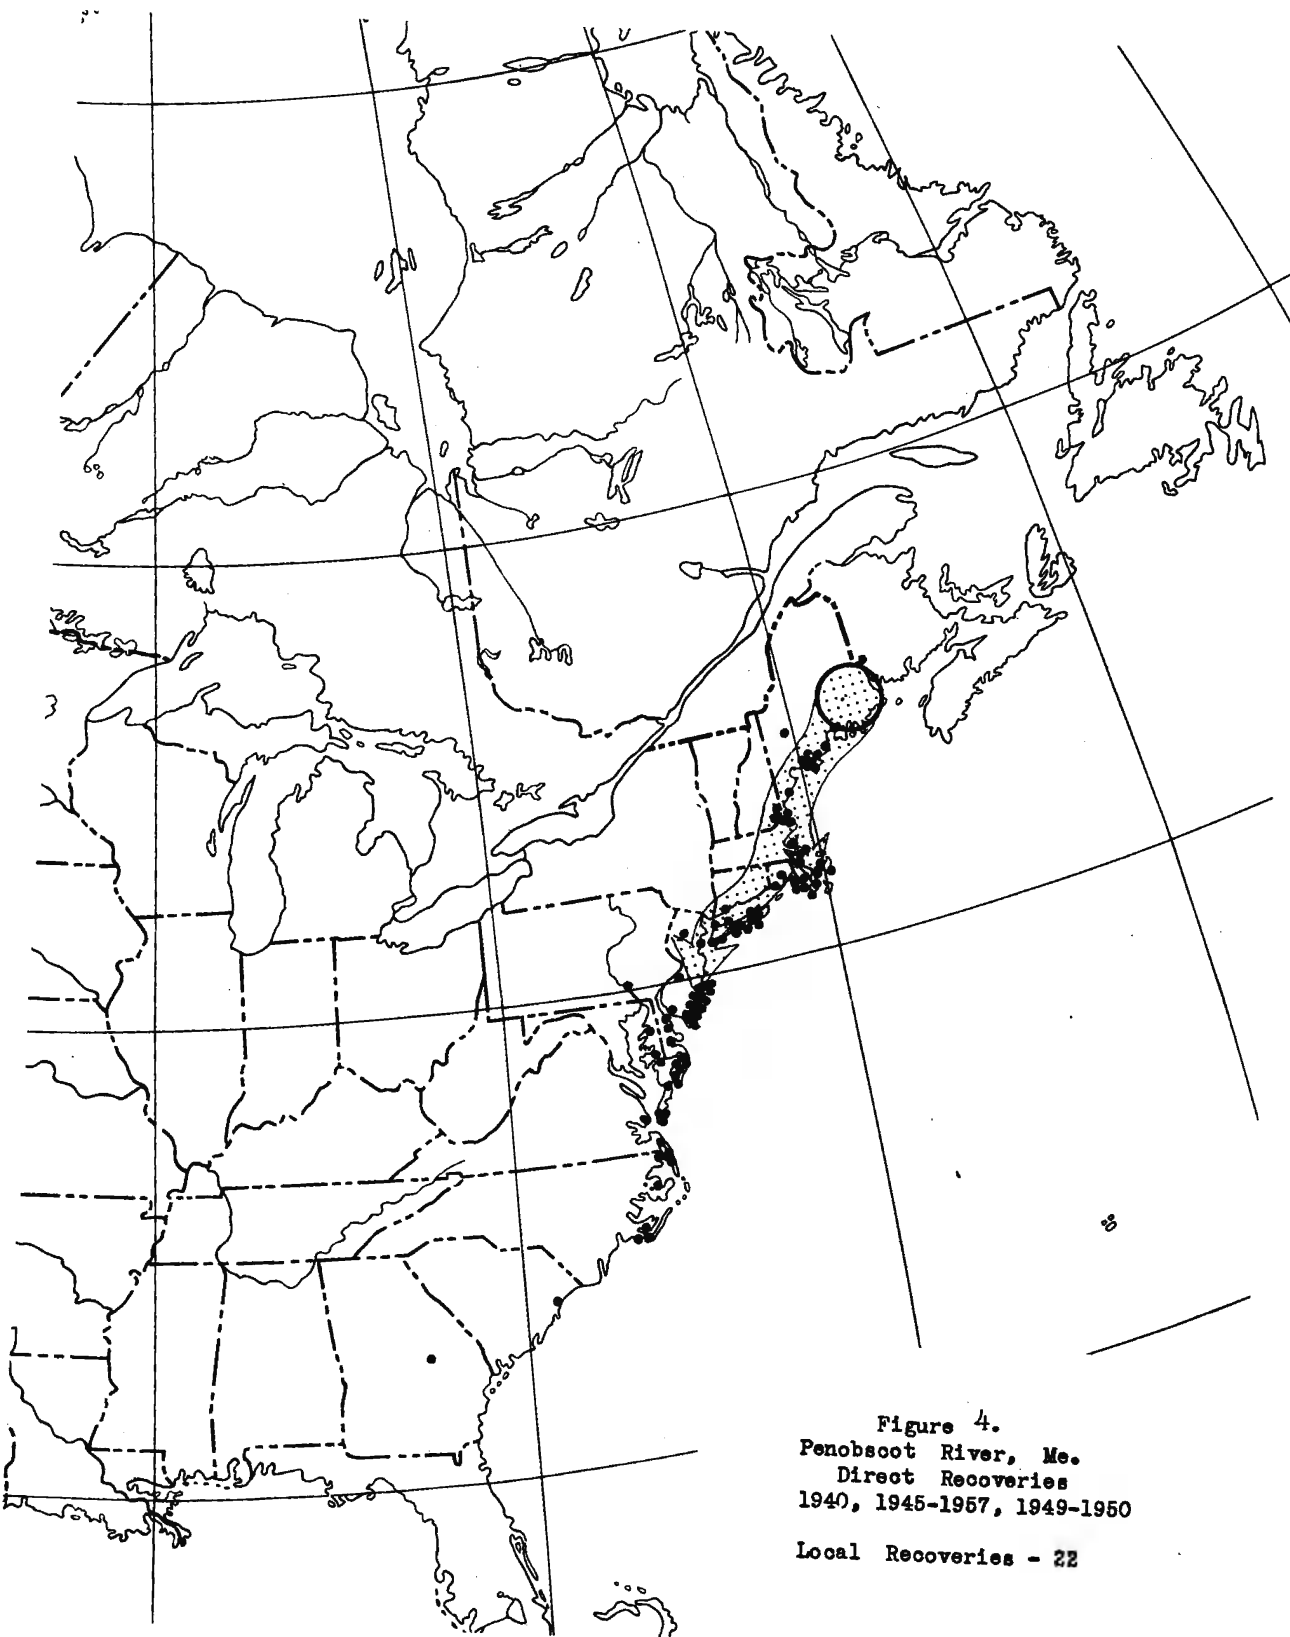 Figure 4.
Penobscot River, Me.
Direct Recoveries
1940, 1945-1957, 1949-1950
Local Recoveries - 22